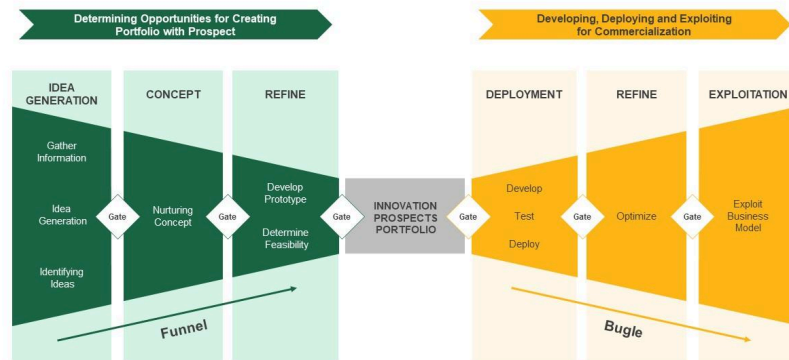 Determining Opportunities for Creating
Portfolio with Prospect
Developing, Deploying and Exploiting
for Commercialization
IDEA
GENERATION
CONCEPT
REFINE
DEPLOYMENT
REFINE
EXPLOITATION
Gather
Information
Idea
Generation
Identifying
Ideas
Gate
Nurturing
Concept
Gate
Develop
Prototype
Determine
Feasibility
Gate
INNOVATION
PROSPECTS
PORTFOLIO
Gate
Develop
Test
Deploy
Gate
Optimize
Gate
Exploit
Business
Model
Funnel
Bugle